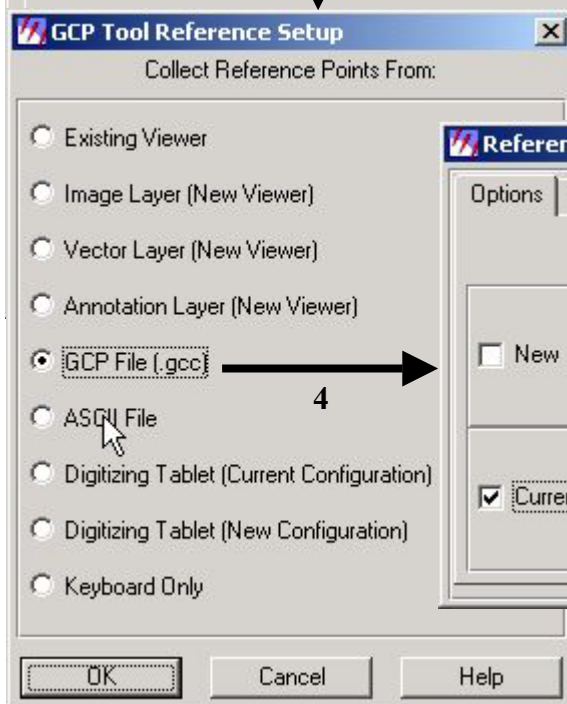 GCP Tool Reference Setup
Collect Reference Points From:
Existing Viewer
Image Layer (New Viewer)
Vector Layer (New Viewer)
Annotation Layer (New Viewer)
GCP File (.gcc)
4
ASCII File
Digitizing Tablet (Current Configuration)
Digitizing Tablet (New Configuration)
Keyboard Only
OK Cancel Help
Options
New